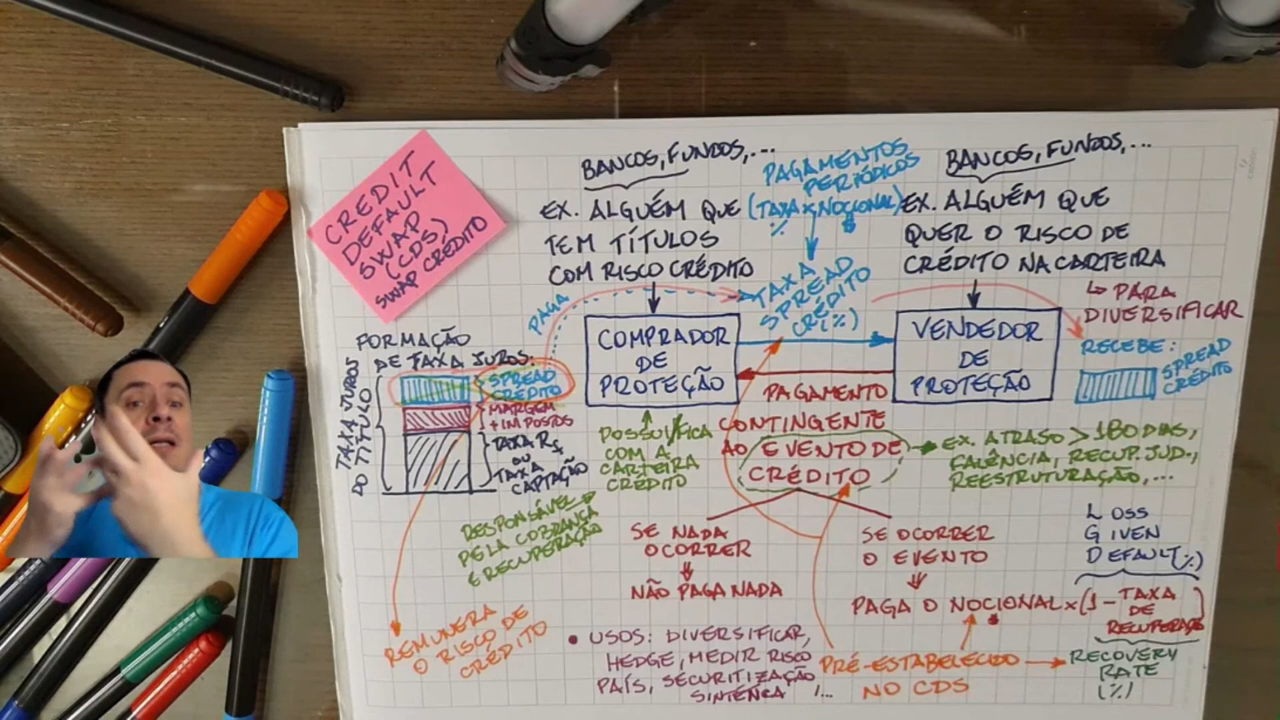 CREDIT
DEFAULT
SWAP
(CDS)
SWAP CRÉDITO
BANCOS, FUNDOS,...
EX. ALGUÉM QUE
TEM TÍTULOS
COM RISCO CRÉDITO
PAGAMENTOS
PERIÓDICOS
(TAXA x NOCIONAL)
% $
TAXA
SPREAD
CRÉDITO
(%)
BANCOS, FUNDOS,...
EX. ALGUÉM QUE
QUER O RISCO DE
CRÉDITO NA CARTEIRA
↳ PARA
DIVERSIFICAR
PAGA
COMPRADOR
DE
PROTEÇÃO
VENDEDOR
DE
PROTEÇÃO
RECEBE:
SPREAD
CRÉDITO
FORMAÇÃO
DE TAXA JUROS:
TAXA JUROS
DO TÍTULO
SPREAD
CRÉDITO
MARGEM
+ IMPOSTOS
TAXA Rf
OU
TAXA
CAPTAÇÃO
POSSUI/FICA
COM A
CARTEIRA
CRÉDITO
RESPONSÁVEL
PELA COBRANÇA
E RECUPERAÇÃO
PAGAMENTO
CONTINGENTE
AO EVENTO DE
CRÉDITO
EX. ATRASO > 180 DIAS,
FALÊNCIA, RECUP. JUD.,
REESTRUTURAÇÃO,...
SE NADA
OCORRER
NÃO PAGA NADA
SE OCORRER
O EVENTO
LOSS
GIVEN
DEFAULT (%)
PAGA O NOCIONAL x (1 - TAXA
DE
RECUPERAÇÃO)
$
RECOVERY
RATE
(%)
REMUNERA
O RISCO DE
CRÉDITO
• USOS: DIVERSIFICAR,
HEDGE, MEDIR RISCO
PAÍS, SECURITIZAÇÃO
SINTÉTICA,...
PRÉ-ESTABELECIDO
NO CDS